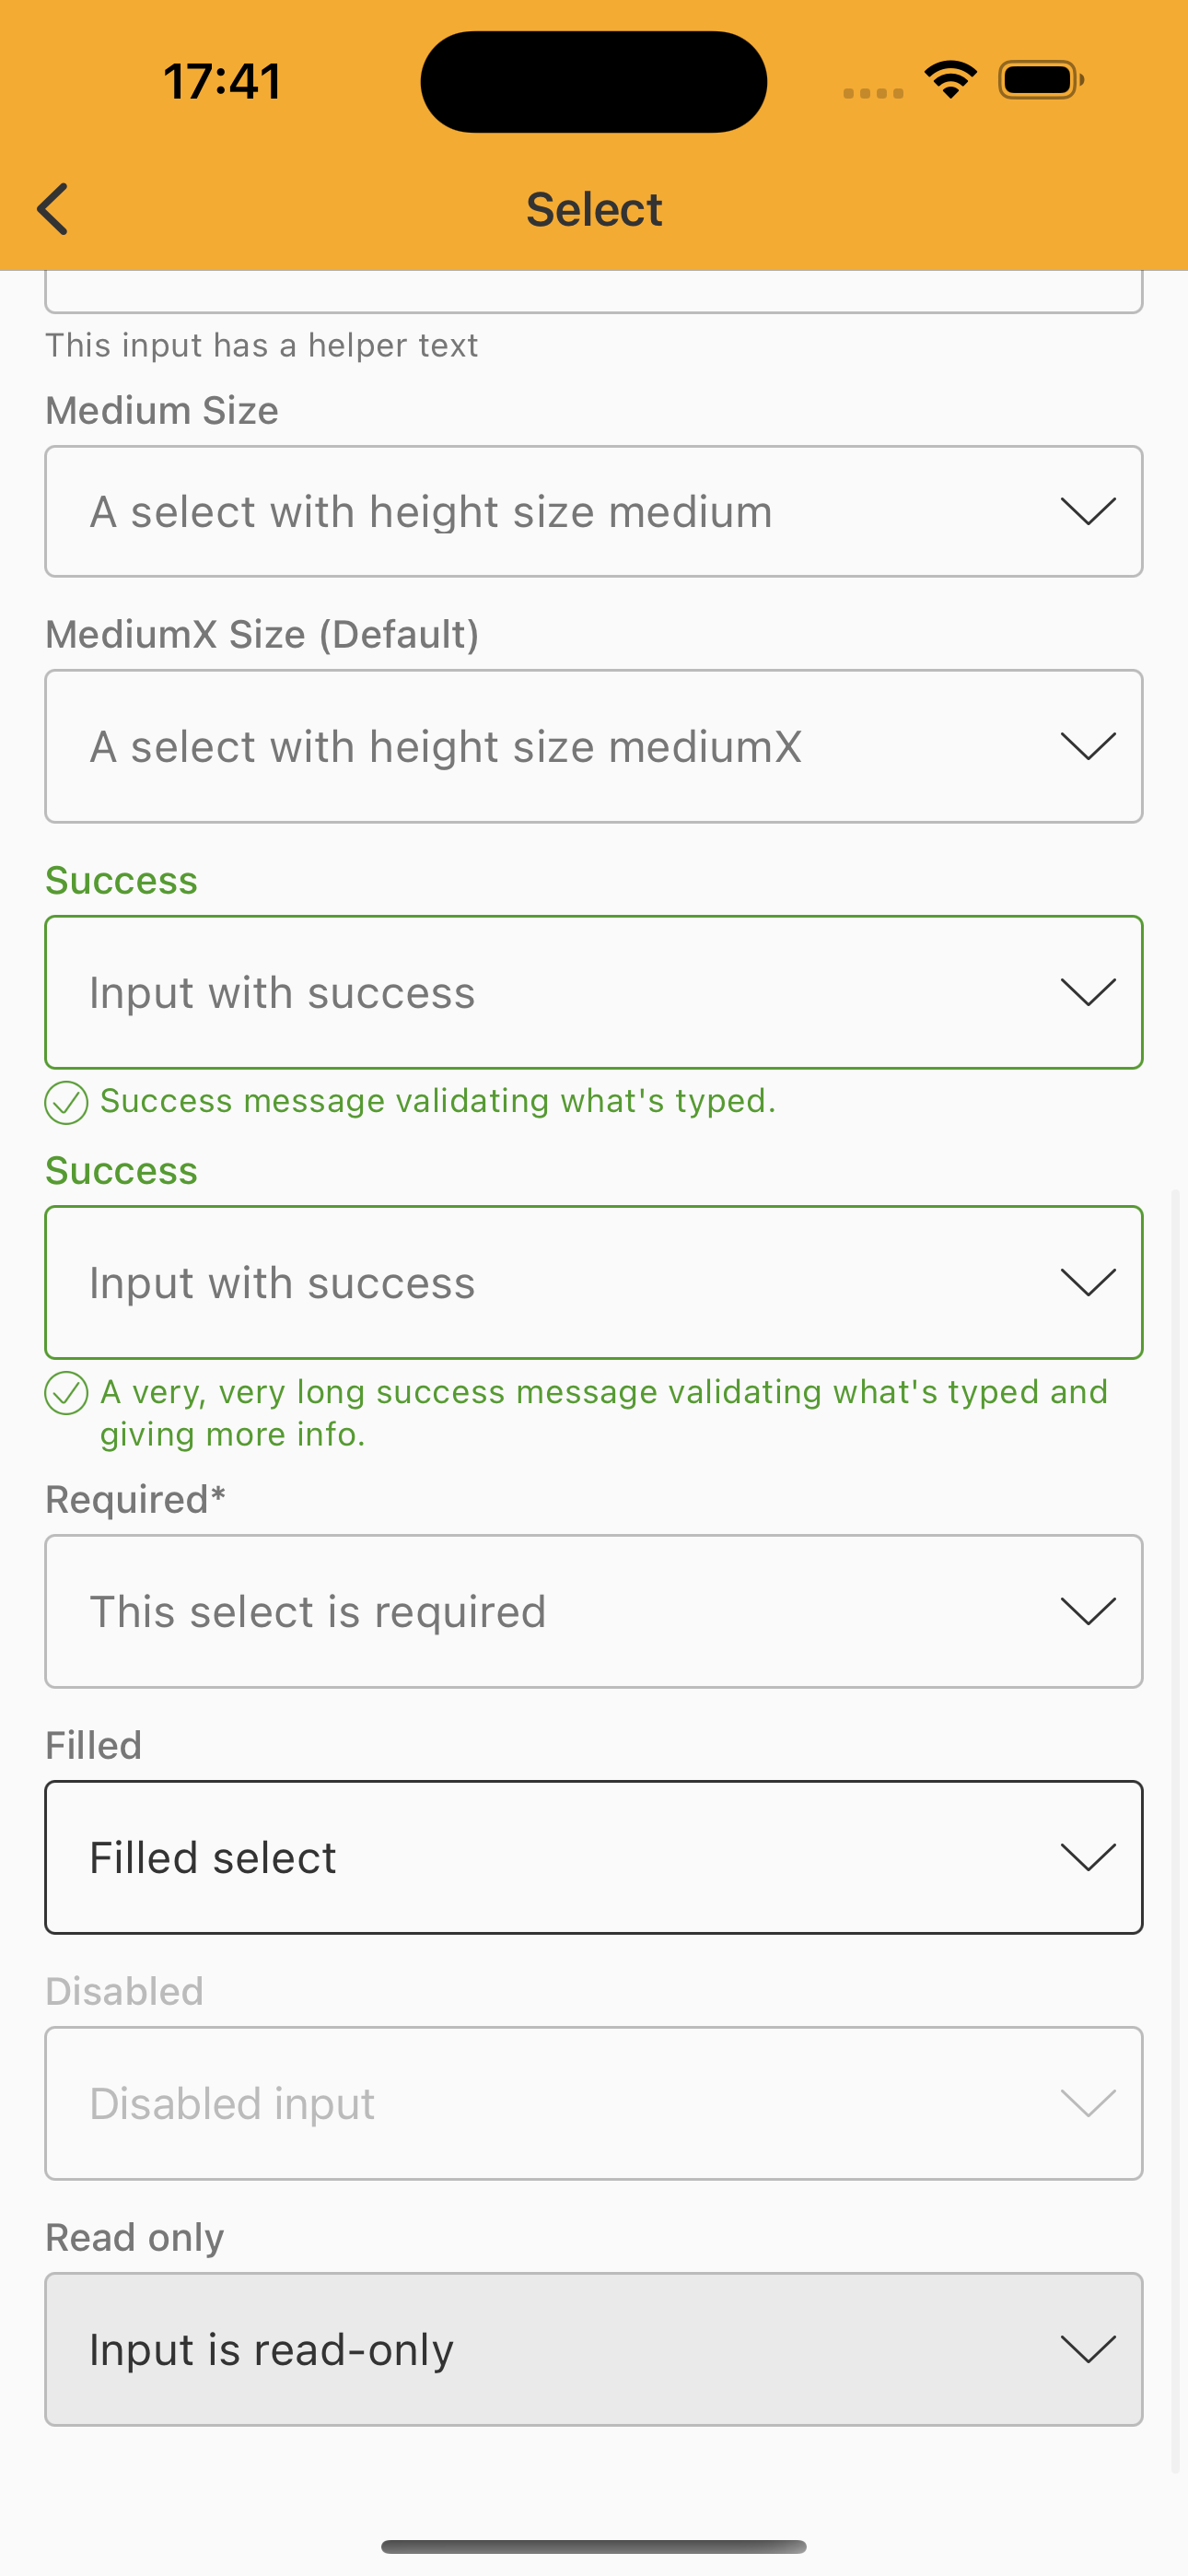 17:41
Select
This input has a helper text
Medium Size
A select with height size medium
MediumX Size (Default)
A select with height size mediumX
Success
Input with success
Success message validating what's typed.
Success
Input with success
A very, very long success message validating what's typed and
giving more info.
Required*
This select is required
Filled
Filled select
Disabled
Disabled input
Read only
Input is read-only